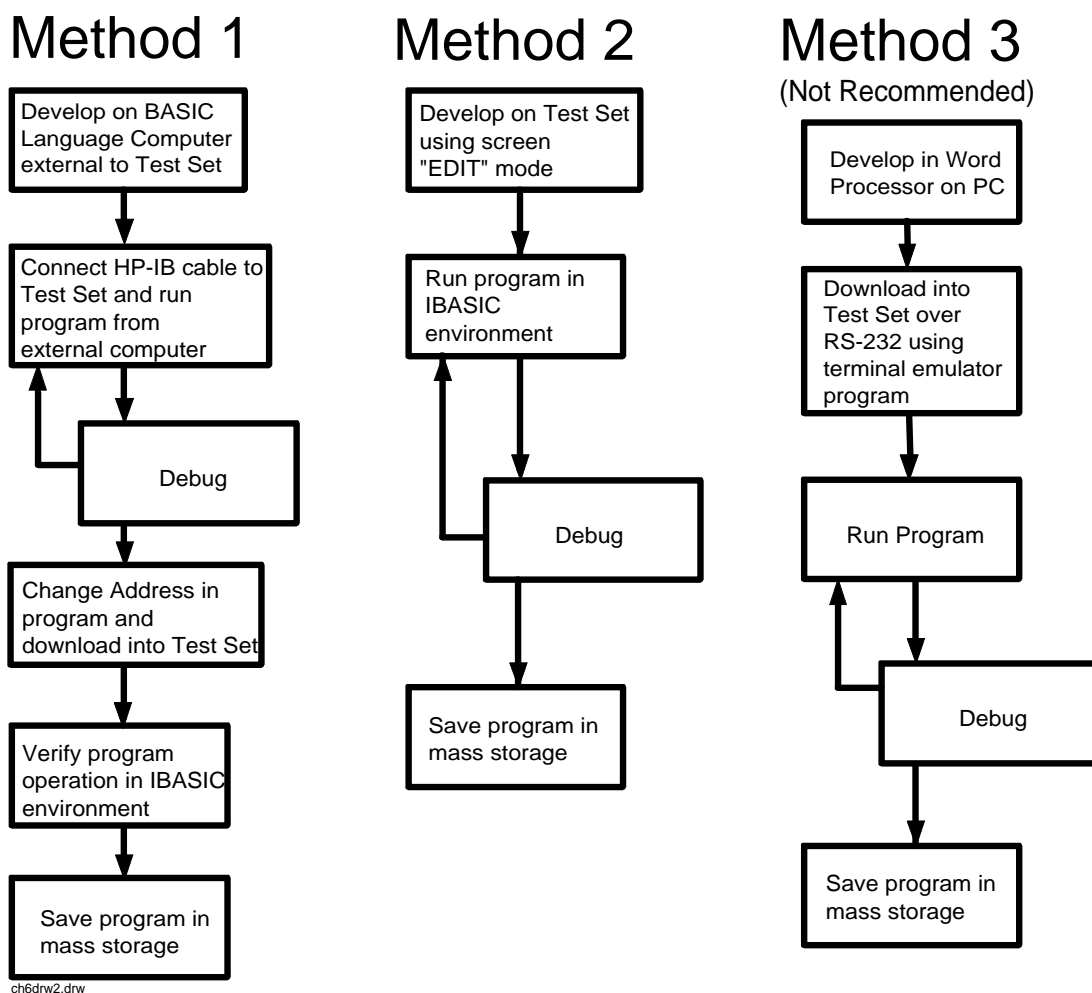 Method 1
Develop on BASIC
Language Computer
external to Test Set
Connect HP-IB cable to
Test Set and run
program from
external computer
Debug
Change Address in
program and
download into Test Set
Verify program
operation in IBASIC
environment
Save program in
mass storage
ch6drw2.drw
Method 2
Develop on Test Set
using screen
"EDIT" mode
Run program in
IBASIC
environment
Debug
Save program in
mass storage
Method 3
(Not Recommended)
Develop in Word
Processor on PC
Download into
Test Set over
RS-232 using
terminal emulator
program
Run Program
Debug
Save program in
mass storage